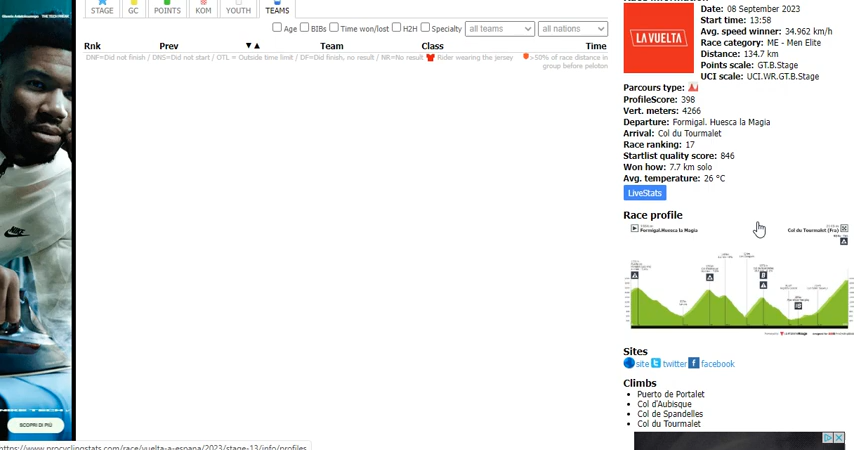 STAGE GC POINTS KOM YOUTH TEAMS
Age BIBs Time won/lost H2H Specialty all teams all nations
Rnk Prev ▼▲ Team Class Time
DNF=Did not finish / DNS=Did not start / OTL = Outside time limit / DF=Did finish, no result / NR=No result Rider wearing the jersey >50% of race distance in
group before peloton
SCOPRI DI PIÙ
https://www.procyclingstats.com/race/vuelta-a-espana/2023/stage-13/info/profiles
LA VUELTA
Date: 08 September 2023
Start time: 13:58
Avg. speed winner: 34.962 km/h
Race category: ME - Men Elite
Distance: 134.7 km
Points scale: GT.B.Stage
UCI scale: UCI.WR.GT.B.Stage
Parcours type:
ProfileScore: 398
Vert. meters: 4266
Departure: Formigal. Huesca la Magia
Arrival: Col du Tourmalet
Race ranking: 17
Startlist quality score: 846
Won how: 7.7 km solo
Avg. temperature: 26 °C
LiveStats
Race profile
Formigal.Huesca la Magia Col du Tourmalet (Fra)
Sites
site twitter facebook
Climbs
Puerto de Portalet
Col d'Aubisque
Col de Spandelles
Col du Tourmalet